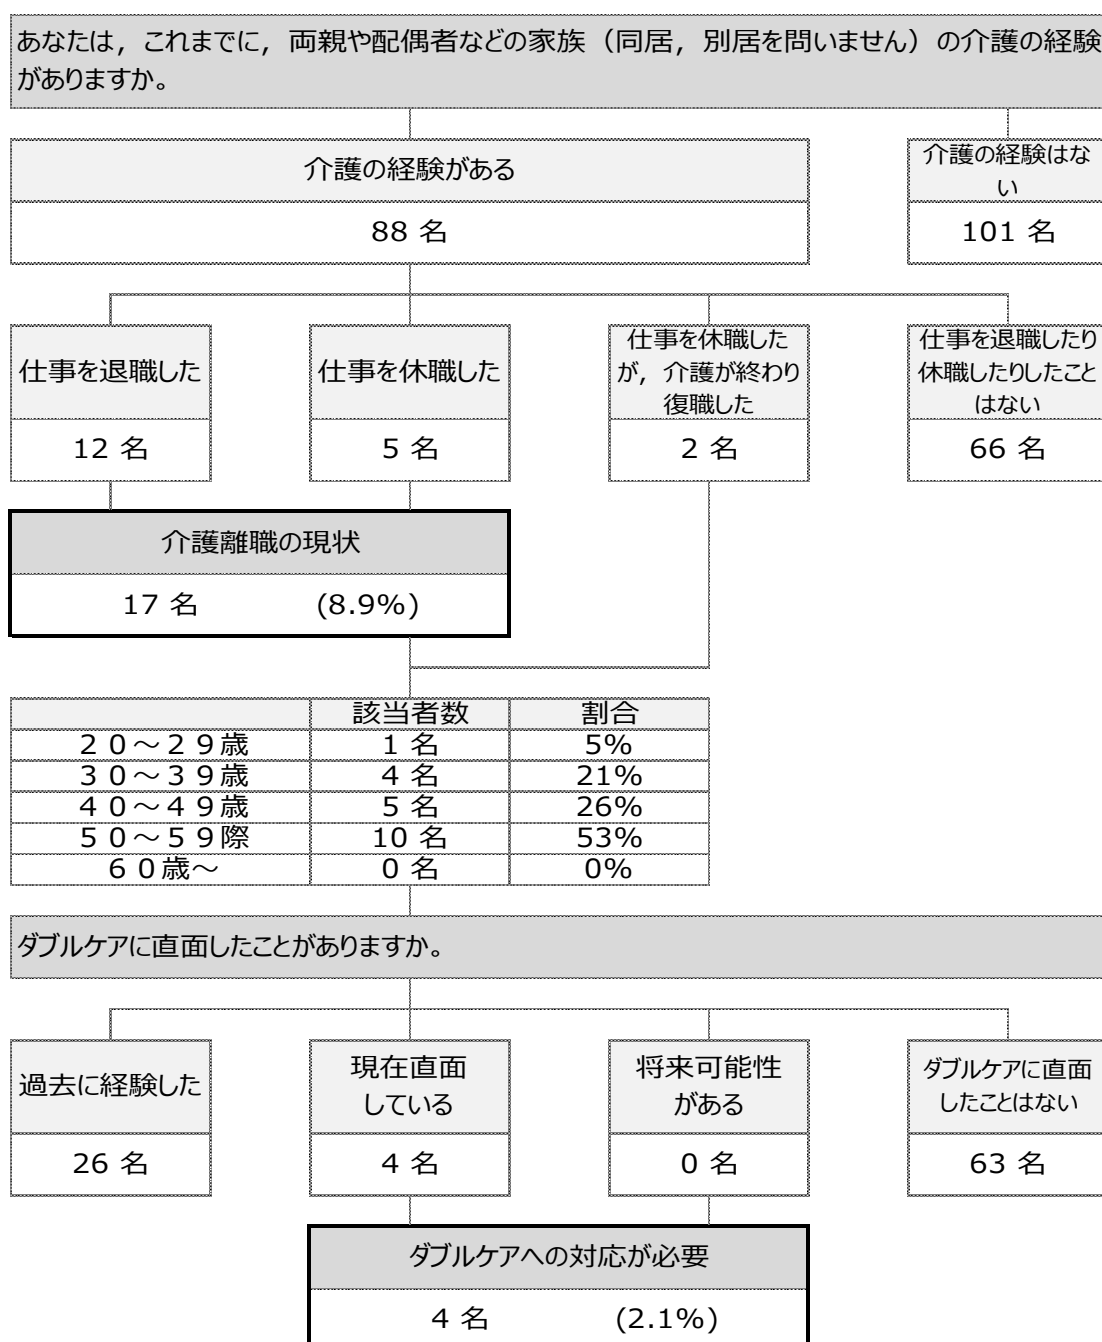 あなたは，これまでに，両親や配偶者などの家族（同居，別居を問いません）の介護の経験
がありますか。
介護の経験がある
介護の経験はな
い
88 名
101 名
仕事を退職した
仕事を休職した
仕事を休職した
が，介護が終わり
復職した
仕事を退職したり
休職したりしたこと
はない
12 名
5 名
2 名
66 名
介護離職の現状
17 名 (8.9%)
該当者数 割合
２０～２９歳 1 名 5%
３０～３９歳 4 名 21%
４０～４９歳 5 名 26%
５０～５９際 10 名 53%
６０歳～ 0 名 0%
ダブルケアに直面したことがありますか。
過去に経験した
現在直面
している
将来可能性
がある
ダブルケアに直面
したことはない
26 名
4 名
0 名
63 名
ダブルケアへの対応が必要
4 名 (2.1%)